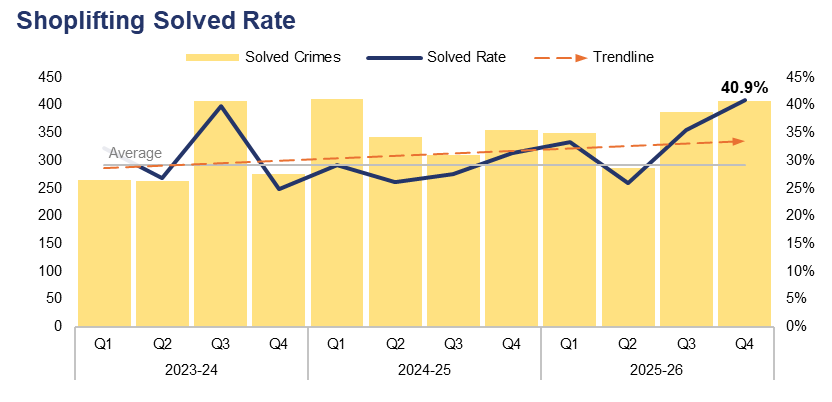 Shoplifting Solved Rate
Solved Crimes Solved Rate Trendline
450 45%
40.9%
400 40%
350 35%
Average
300 30%
250 25%
200 20%
150 15%
100 10%
50 5%
0 0%
Q1 Q2 Q3 Q4 Q1 Q2 Q3 Q4 Q1 Q2 Q3 Q4
2023-24 2024-25 2025-26